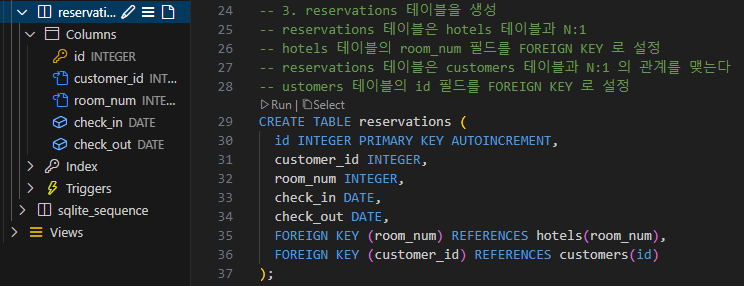 reservati...
Columns
id INTEGER
customer_id INT...
room_num INTE...
check_in DATE
check_out DATE
Index
Triggers
sqlite_sequence
Views
24 -- 3. reservations 테이블을 생성
25 -- reservations 테이블은 hotels 테이블과 N:1
26 -- hotels 테이블의 room_num 필드를 FOREIGN KEY 로 설정
27 -- reservations 테이블은 customers 테이블과 N:1 의 관계를 맺는다
28 -- ustomers 테이블의 id 필드를 FOREIGN KEY 로 설정
Run | Select
29 CREATE TABLE reservations (
30 id INTEGER PRIMARY KEY AUTOINCREMENT,
31 customer_id INTEGER,
32 room_num INTEGER,
33 check_in DATE,
34 check_out DATE,
35 FOREIGN KEY (room_num) REFERENCES hotels(room_num),
36 FOREIGN KEY (customer_id) REFERENCES customers(id)
37 );